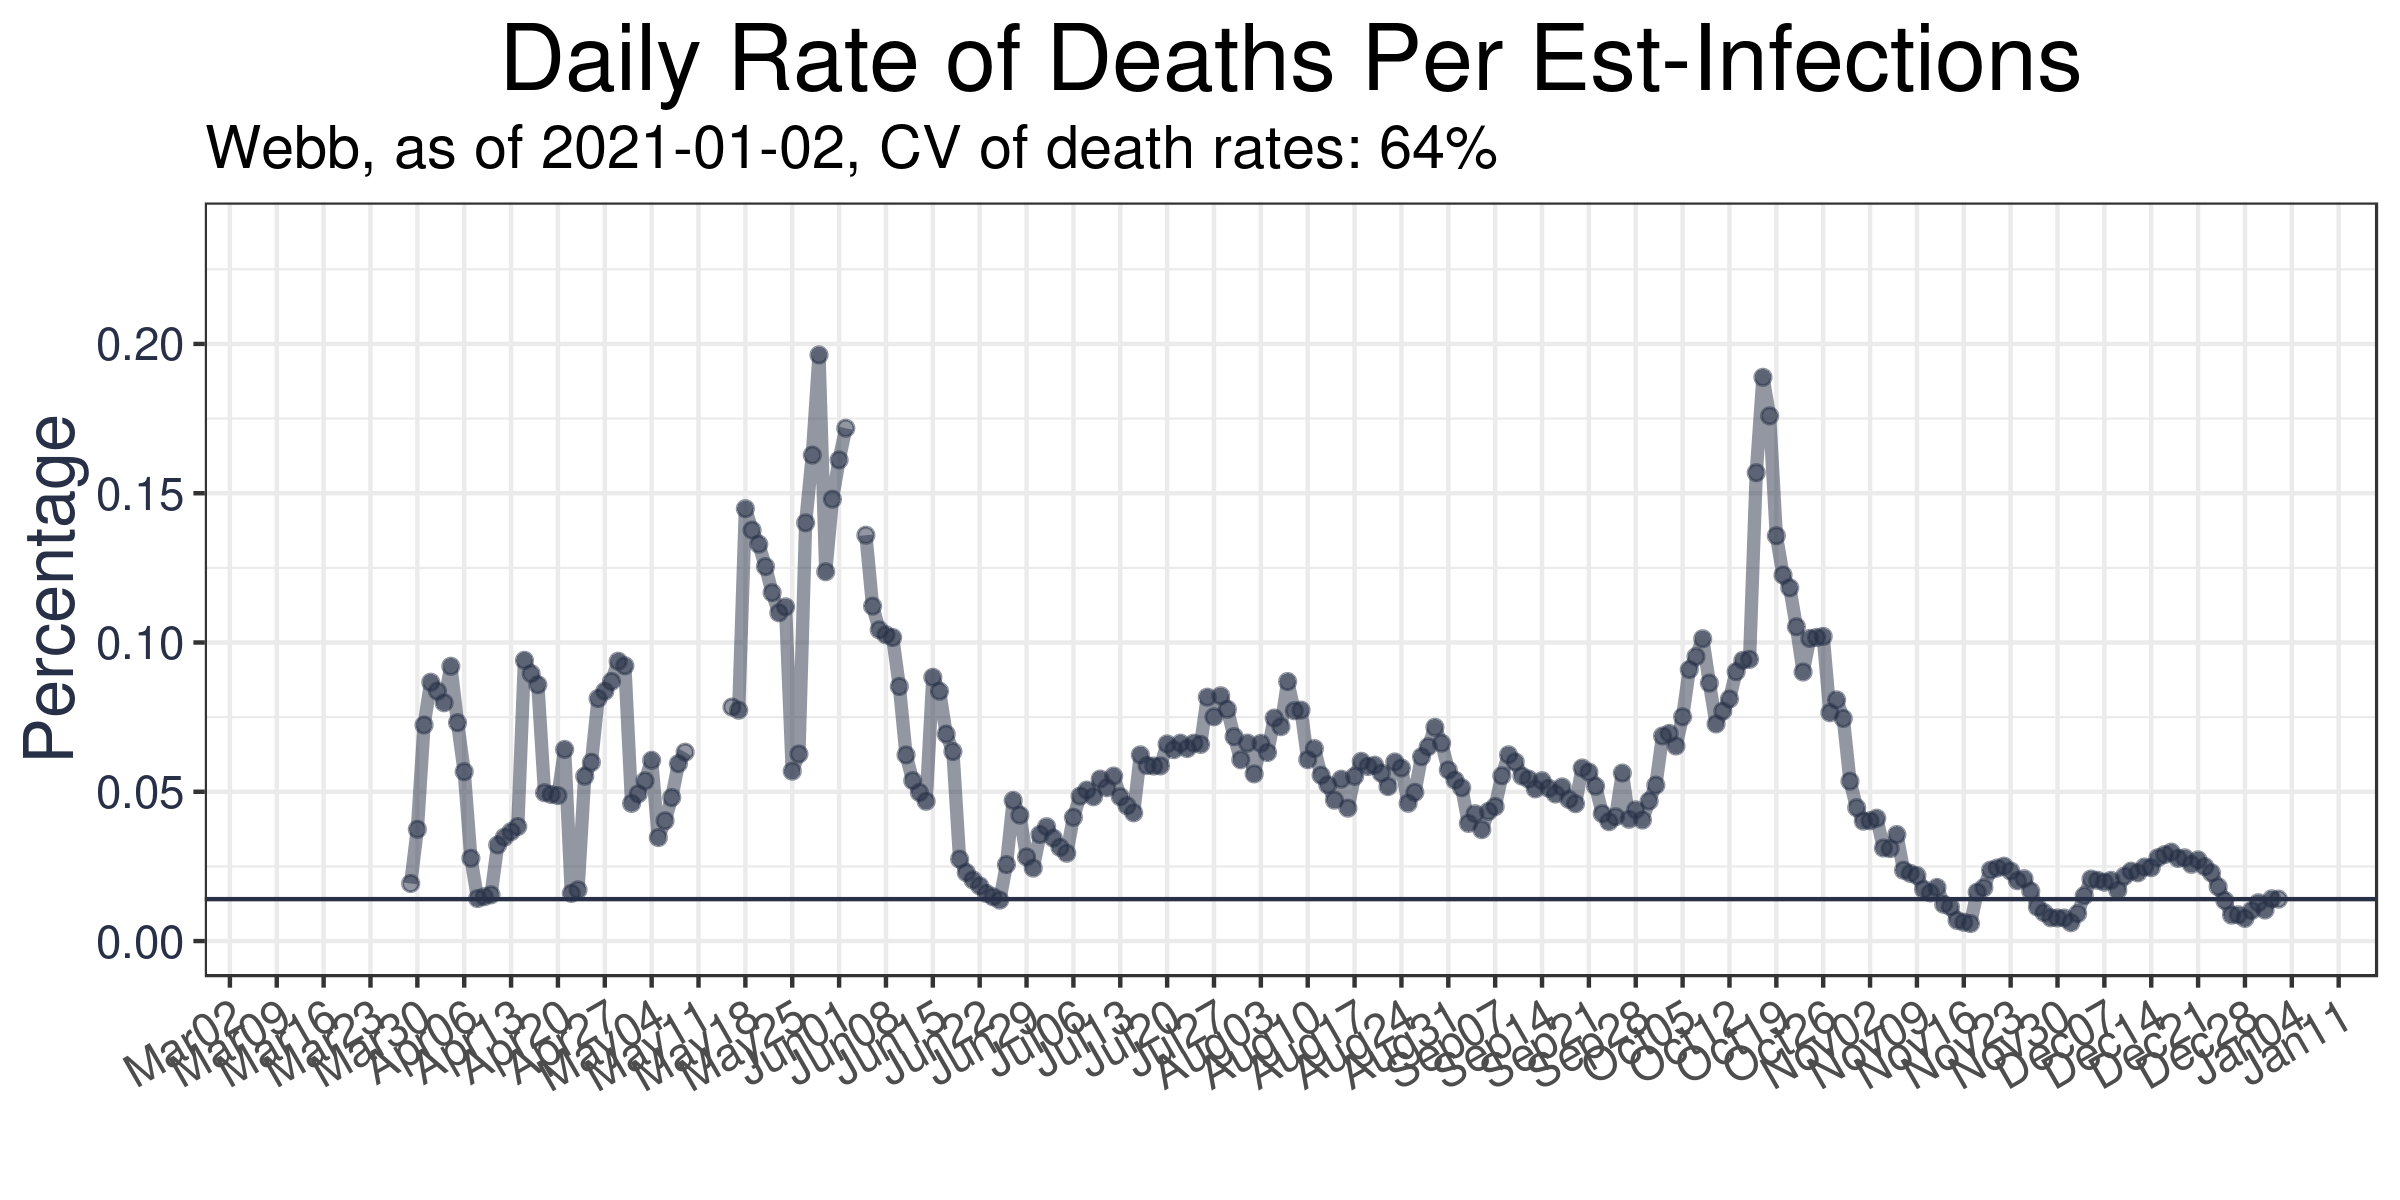 Daily Rate of Deaths Per Est-Infections
Webb, as of 2021-01-02, CV of death rates: 64%
Percentage
0.20
0.15
0.10
0.05
0.00
Mar02
Mar09
Mar16
Mar23
Mar30
Apr06
Apr13
Apr20
Apr27
May04
May11
May18
May25
Jun01
Jun08
Jun15
Jun22
Jun29
Jul06
Jul13
Jul20
Jul27
Aug03
Aug10
Aug17
Aug24
Aug31
Sep07
Sep14
Sep21
Sep28
Oct05
Oct12
Oct19
Oct26
Nov02
Nov09
Nov16
Nov23
Nov30
Dec07
Dec14
Dec21
Dec28
Jan04
Jan11